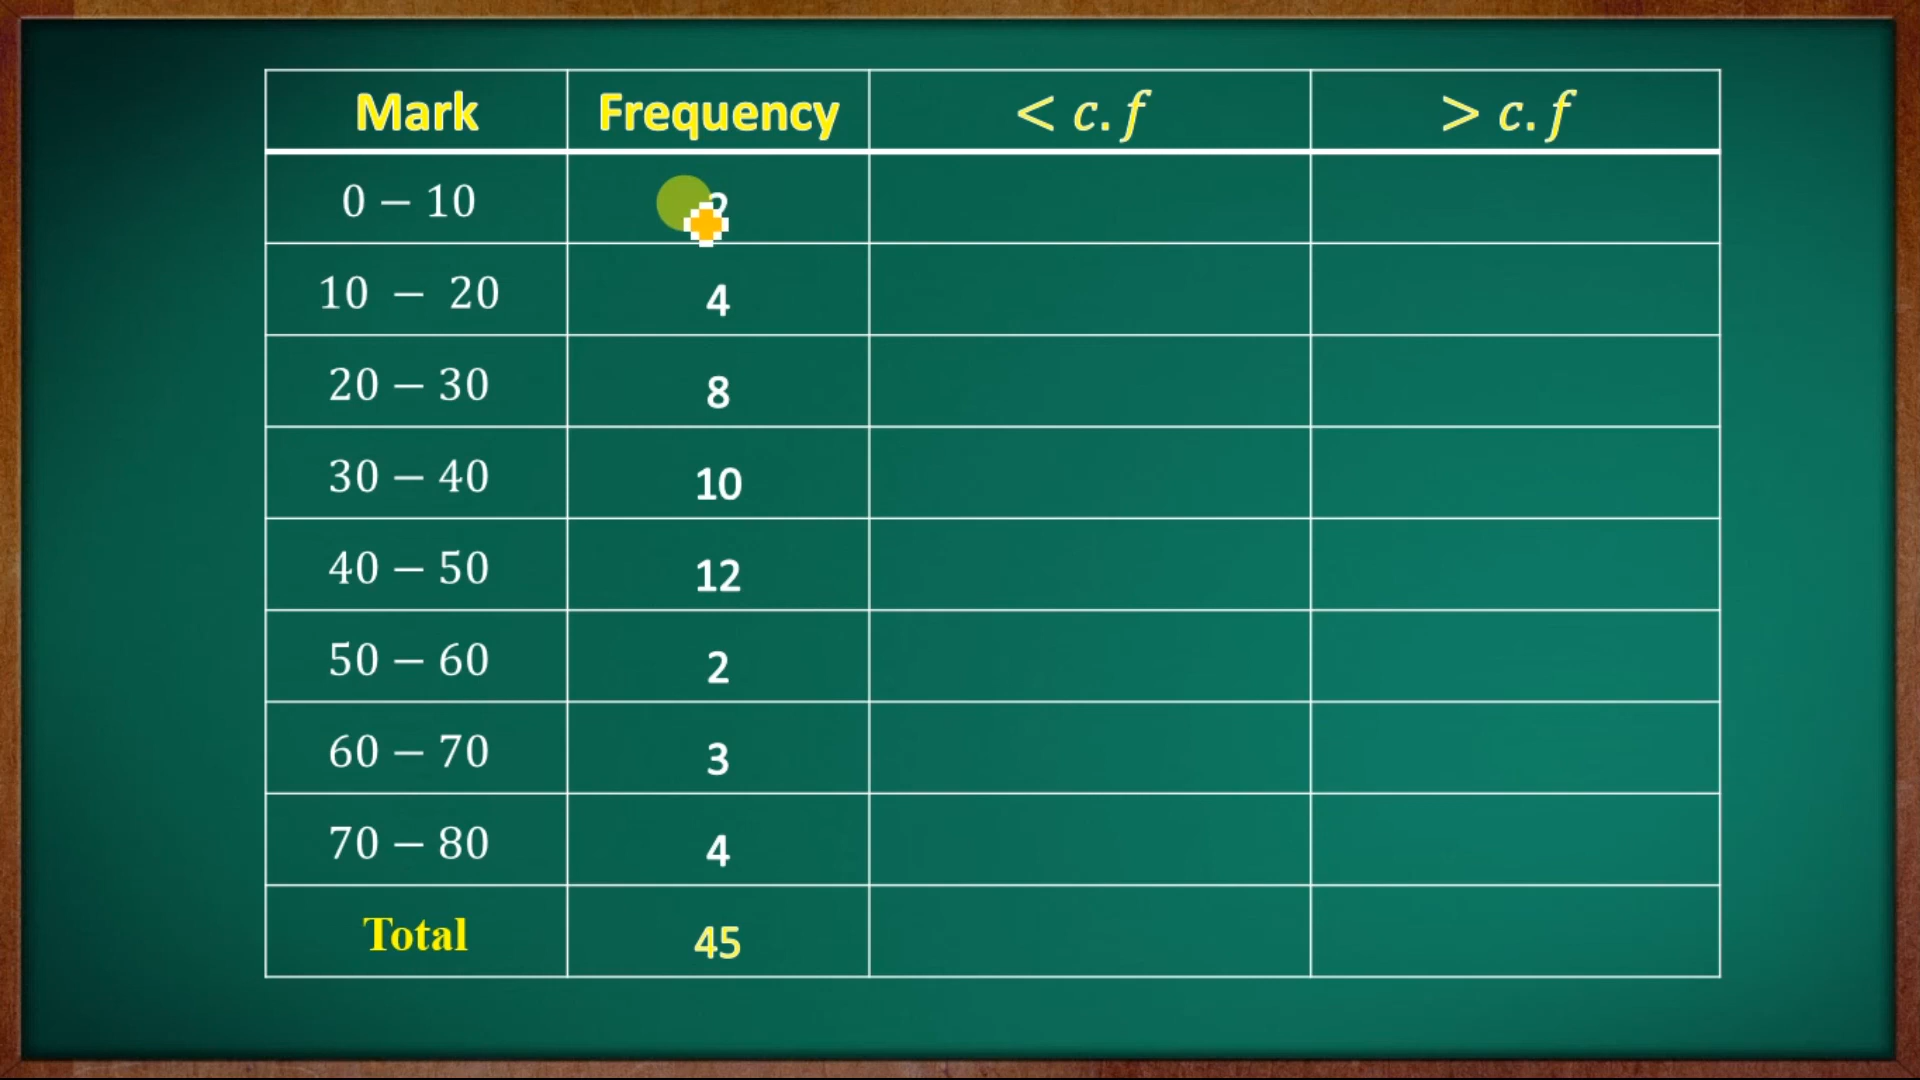 Mark Frequency < c.f > c.f
0 – 10 2
10 – 20 4
20 – 30 8
30 – 40 10
40 – 50 12
50 – 60 2
60 – 70 3
70 – 80 4
Total 45